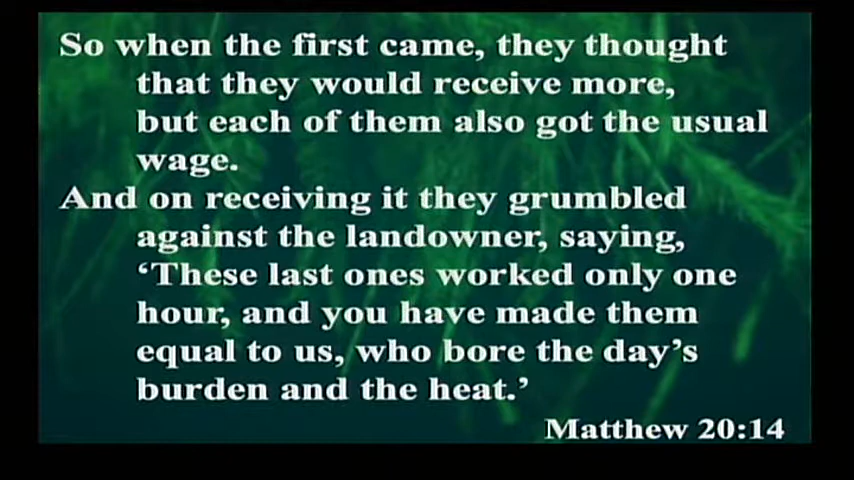 So when the first came, they thought
that they would receive more,
but each of them also got the usual
wage.
And on receiving it they grumbled
against the landowner, saying,
‘These last ones worked only one
hour, and you have made them
equal to us, who bore the day’s
burden and the heat.’
Matthew 20:14